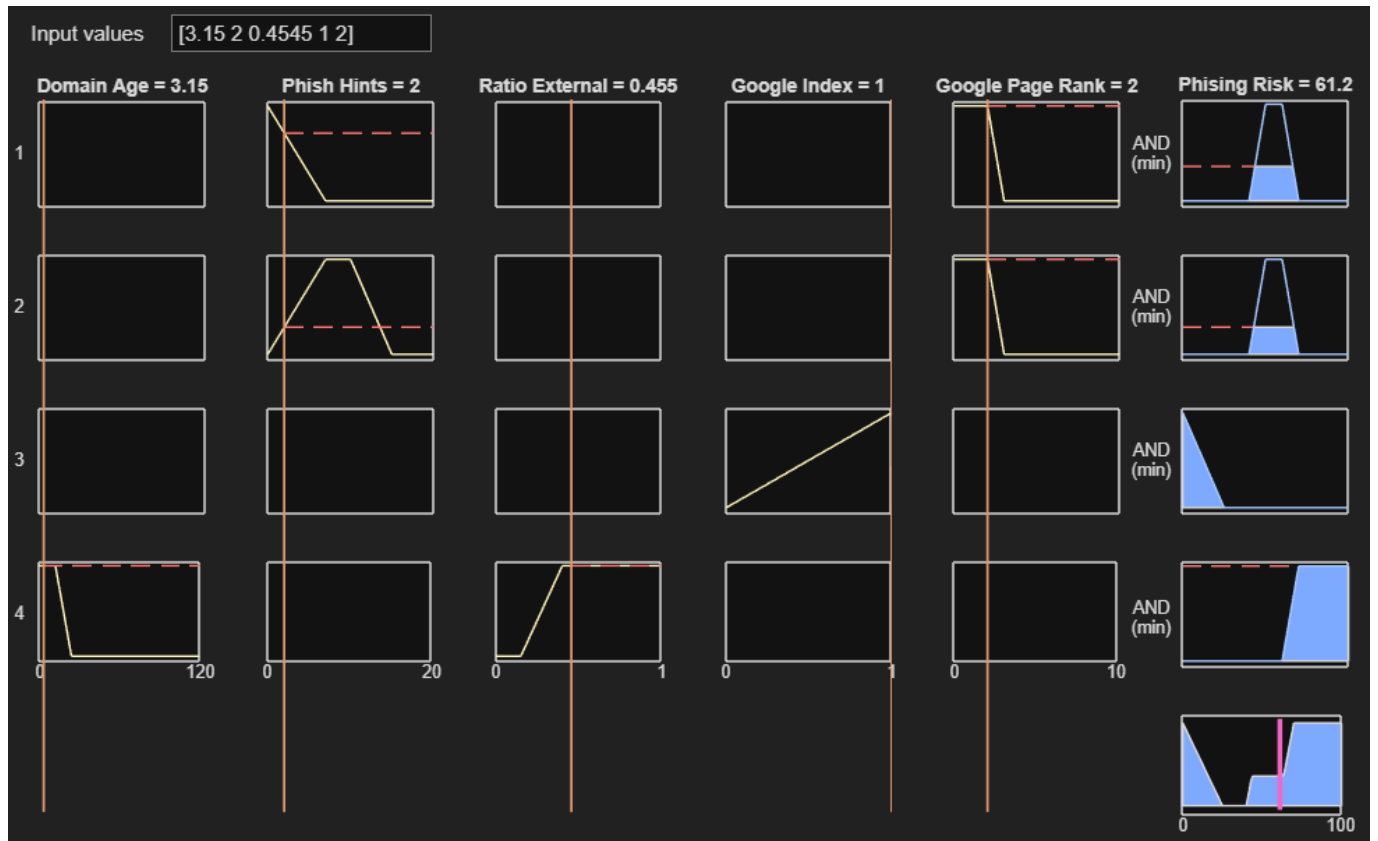 Input values [3.15 2 0.4545 1 2]
Domain Age = 3.15 Phish Hints = 2 Ratio External = 0.455 Google Index = 1 Google Page Rank = 2 Phising Risk = 61.2
1 AND
(min)
2 AND
(min)
3 AND
(min)
4 AND
(min)
0 120 0 20 0 1 0 1 0 10
0 100